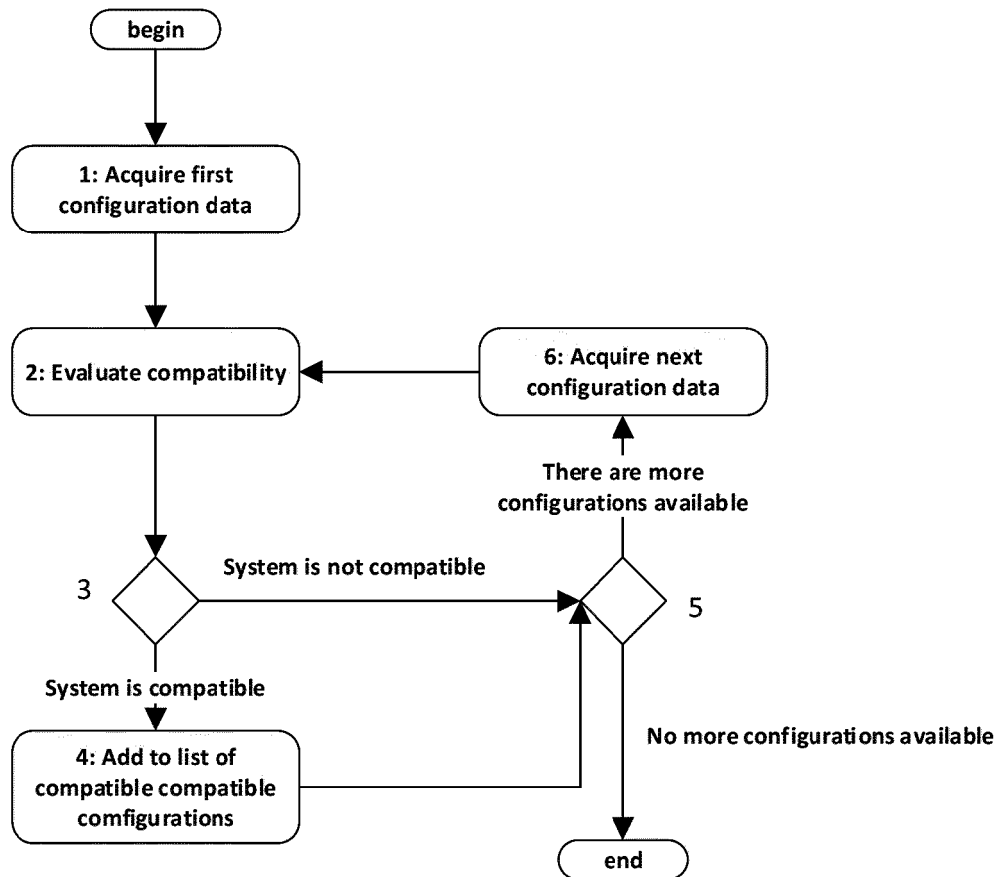 begin
1: Acquire first
configuration data
2: Evaluate compatibility
6: Acquire next
configuration data
There are more
configurations available
3
System is not compatible
5
System is compatible
No more configurations available
4: Add to list of
compatible compatible
comfigurations
end